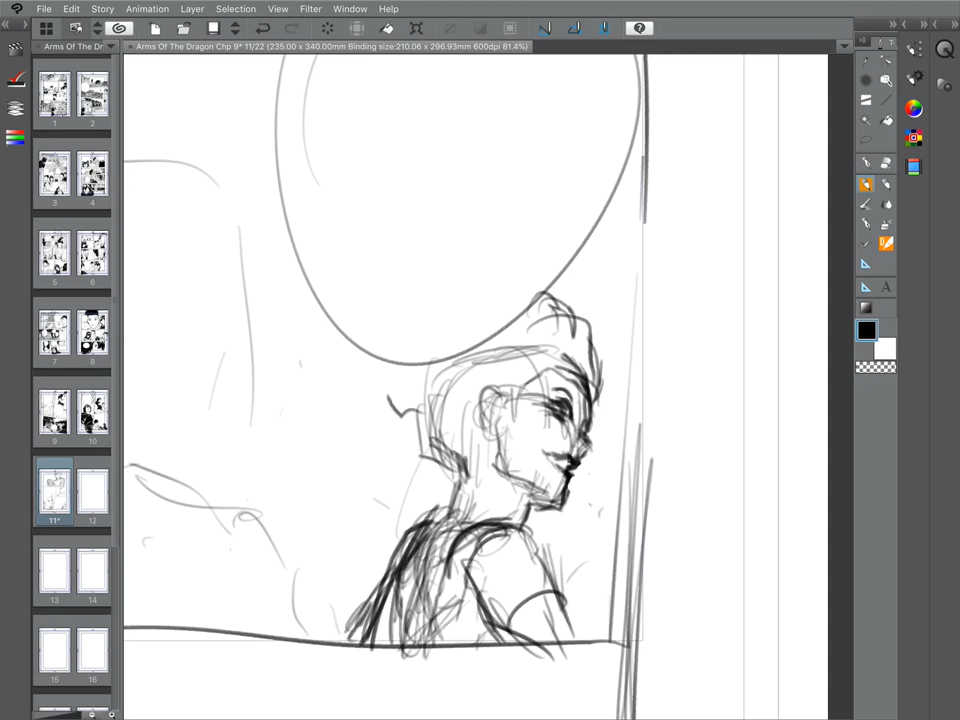 File Edit Story Animation Layer Selection View Filter Window Help
Arms Of The Dr
Arms Of The Dragon Chp 9* 11/22 (235.00 x 340.00mm Binding size:210.06 x 296.93mm 600dpi 81.4%)
1 2
3 4
5 6
7 8
9 10
11* 12
13 14
15 16
T
A